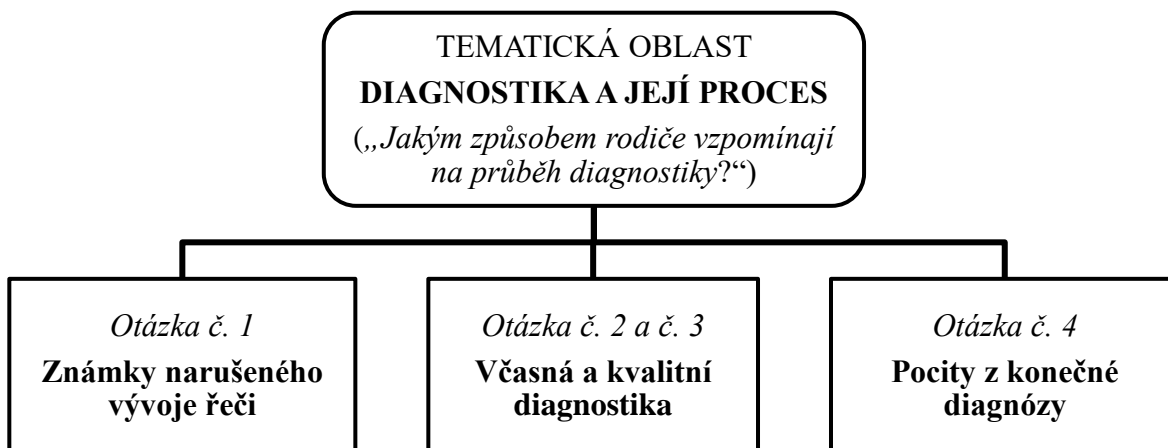 TEMATICKÁ OBLAST
DIAGNOSTIKA A JEJÍ PROCES
(„Jakým způsobem rodiče vzpomínají
na průběh diagnostiky?“)
Otázka č. 1
Známky narušeného
vývoje řeči
Otázka č. 2 a č. 3
Včasná a kvalitní
diagnostika
Otázka č. 4
Pocity z konečné
diagnózy